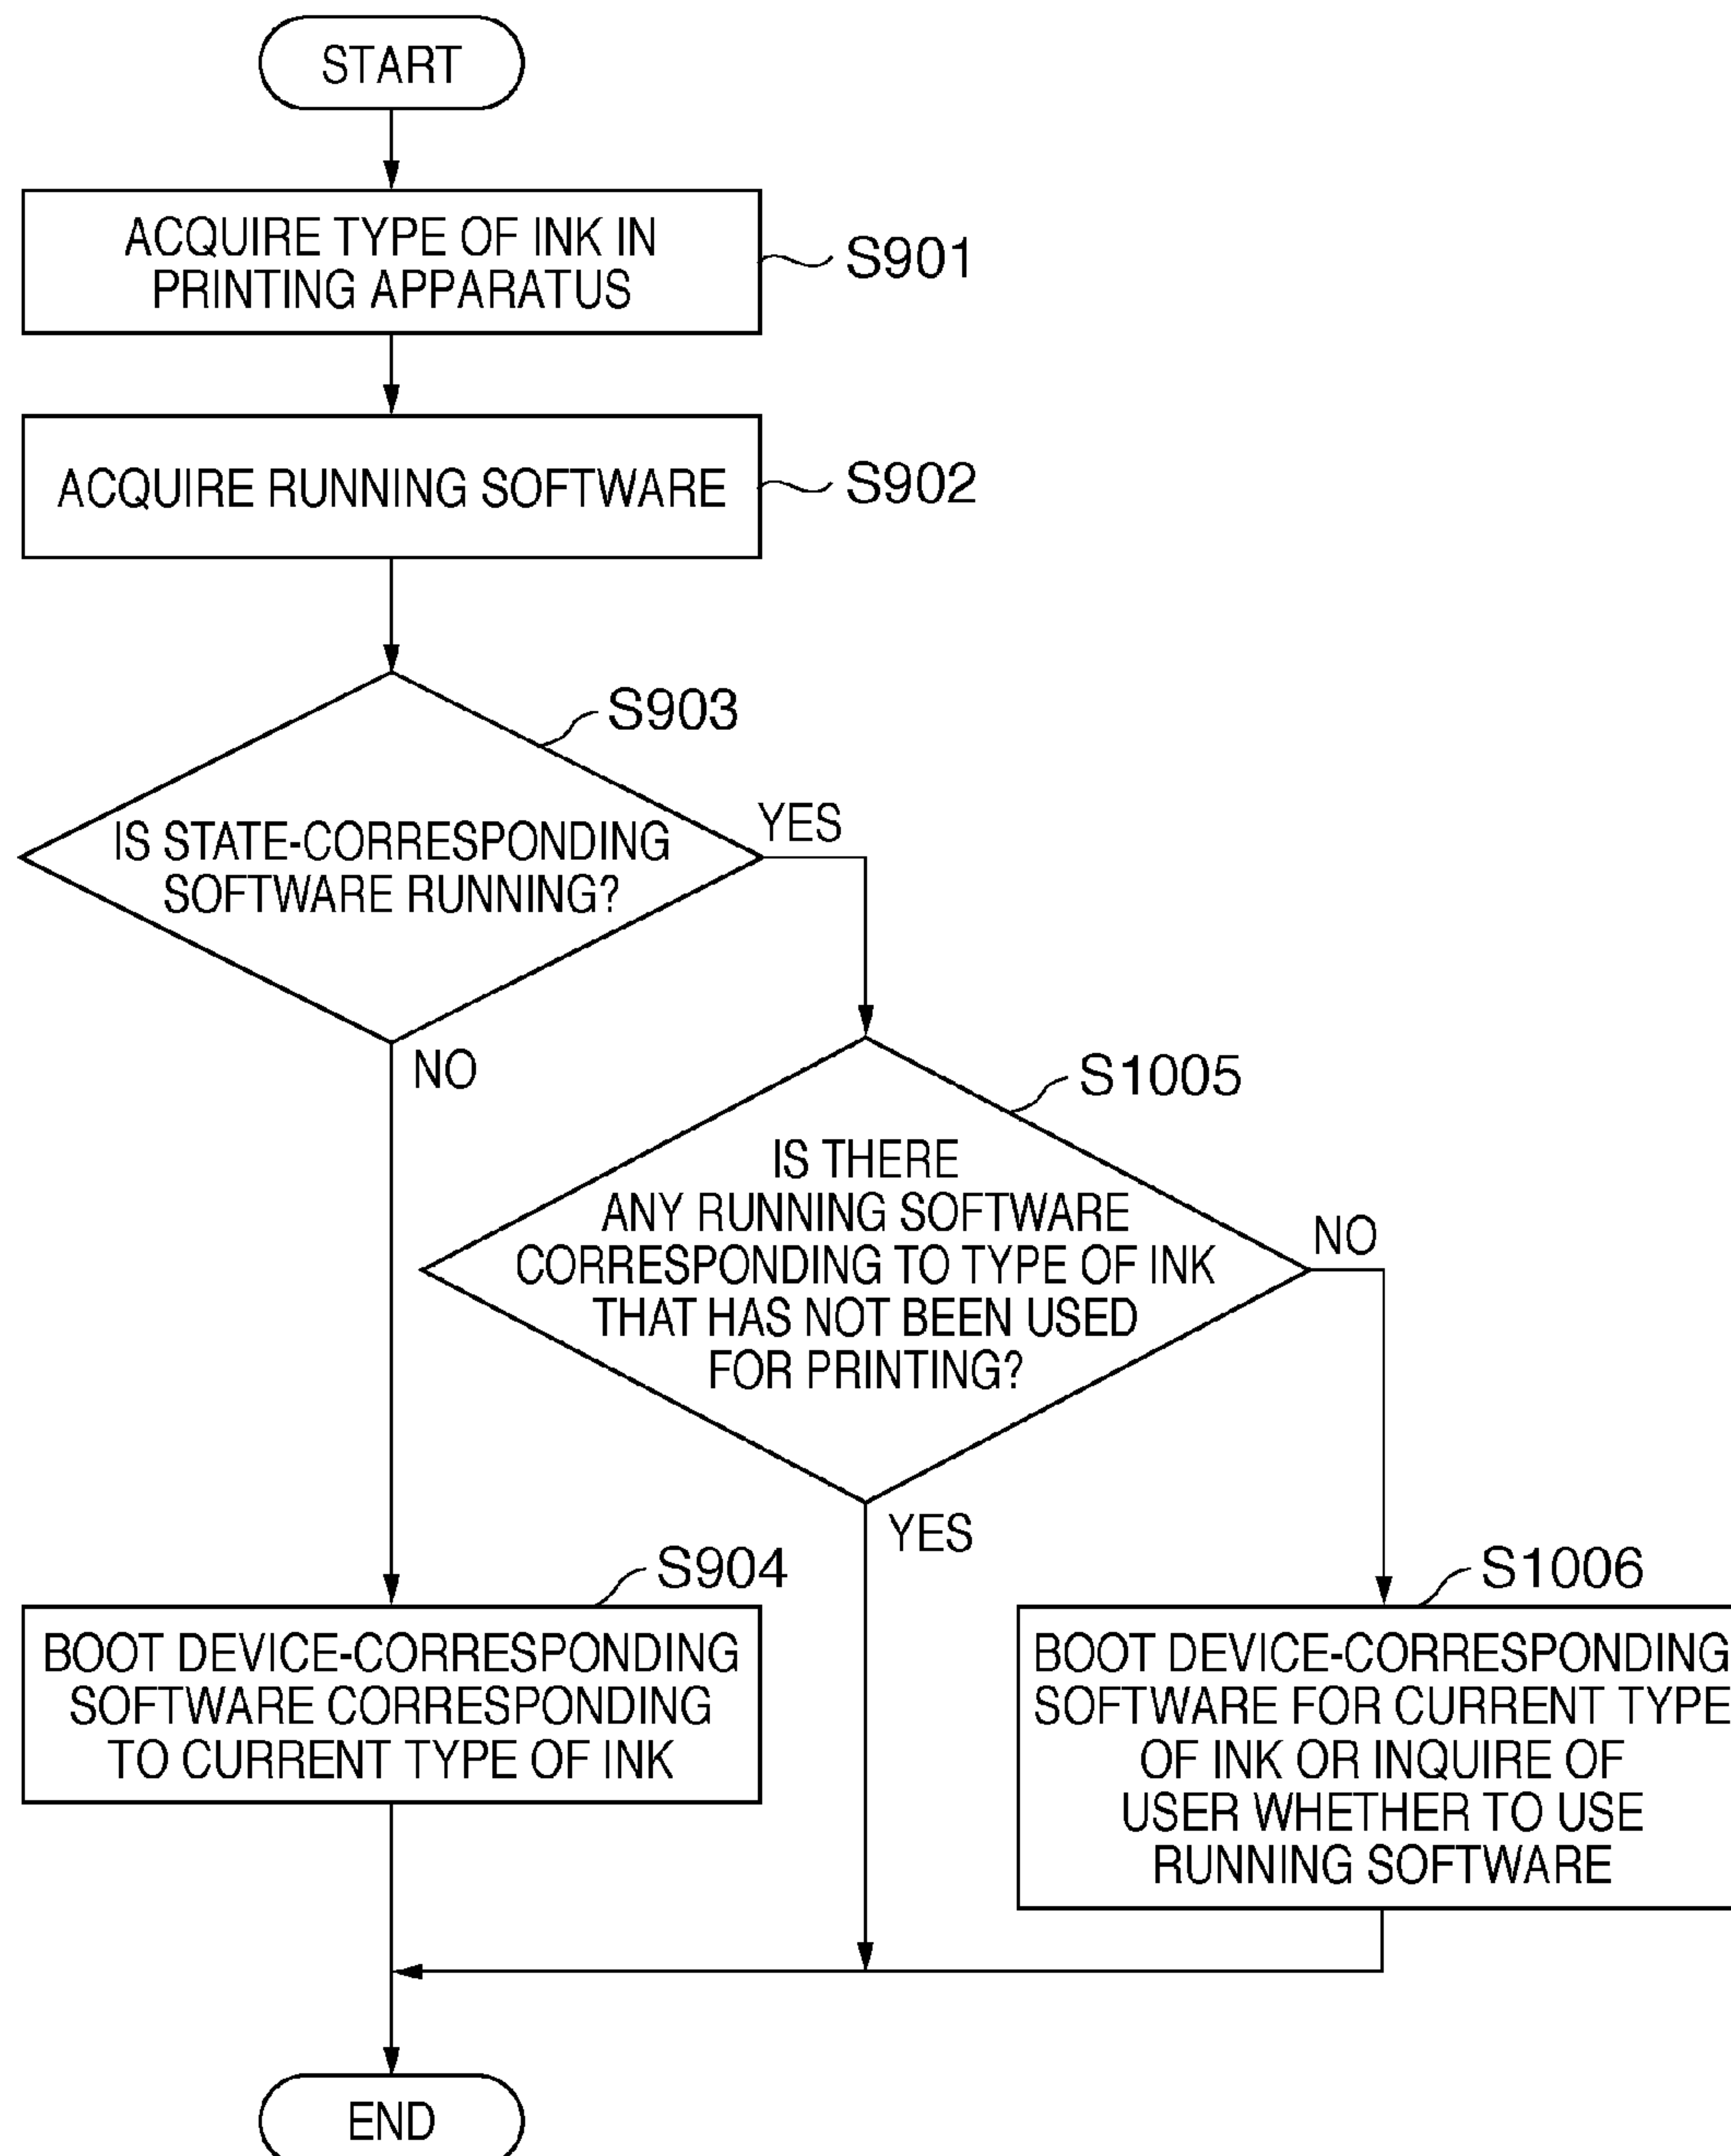 START
ACQUIRE TYPE OF INK IN
PRINTING APPARATUS
S901
ACQUIRE RUNNING SOFTWARE
S902
S903
IS STATE-CORRESPONDING
SOFTWARE RUNNING?
YES
NO
S1005
IS THERE
ANY RUNNING SOFTWARE
CORRESPONDING TO TYPE OF INK
THAT HAS NOT BEEN USED
FOR PRINTING?
NO
YES
S904
BOOT DEVICE-CORRESPONDING
SOFTWARE CORRESPONDING
TO CURRENT TYPE OF INK
S1006
BOOT DEVICE-CORRESPONDING
SOFTWARE FOR CURRENT TYPE
OF INK OR INQUIRE OF
USER WHETHER TO USE
RUNNING SOFTWARE
END